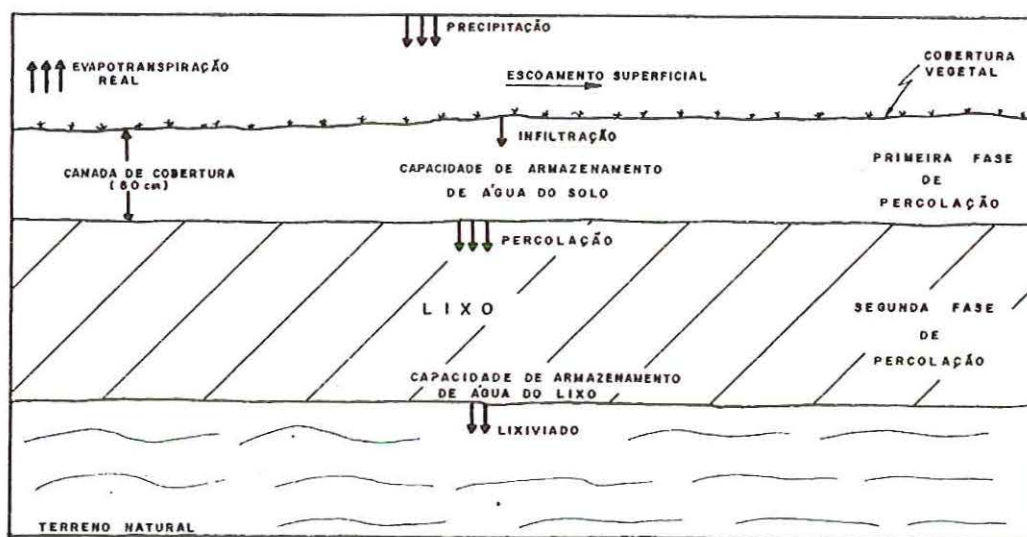 PRECIPITAÇÃO
EVAPOTRANSPIRAÇÃO
REAL
ESCOAMENTO SUPERFICIAL
COBERTURA
VEGETAL
INFILTRAÇÃO
CAMADA DE COBERTURA
(60 cm)
CAPACIDADE DE ARMAZENAMENTO
DE ÁGUA DO SOLO
PRIMEIRA FASE
DE
PERCOLAÇÃO
PERCOLAÇÃO
LIXO
SEGUNDA FASE
DE
PERCOLAÇÃO
CAPACIDADE DE ARMAZENAMENTO
DE ÁGUA DO LIXO
LIXIVIADO
TERRENO NATURAL